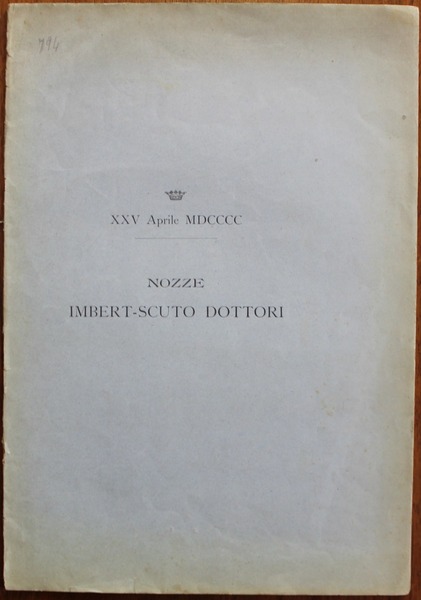 794
XXV Aprile MDCCCC
NOZZE
IMBERT-SCUTO DOTTORI